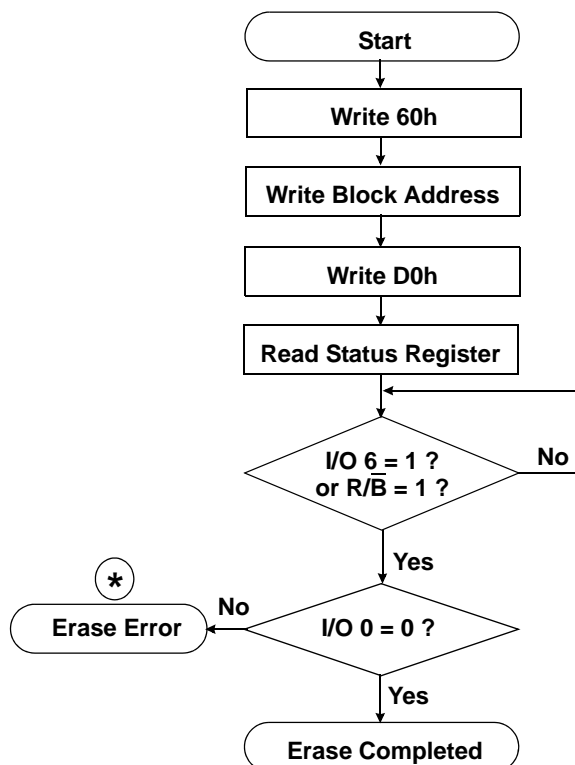 Start
Write 60h
Write Block Address
Write D0h
Read Status Register
I/O 6 = 1 ?
or R/B̅ = 1 ?
No
Yes
*
No
Erase Error
I/O 0 = 0 ?
Yes
Erase Completed